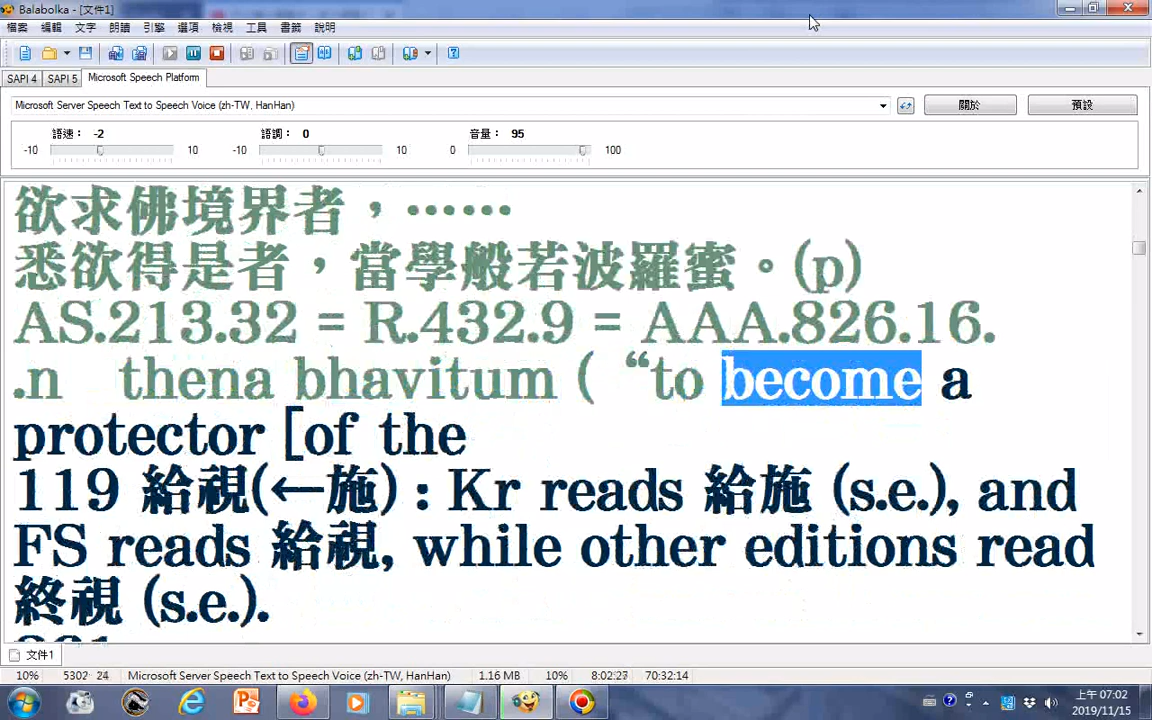 Balabolka - [文件1]
檔案 編輯 文字 朗讀 引擎 選項 檢視 工具 書籤 說明
SAPI 4 SAPI 5 Microsoft Speech Platform
Microsoft Server Speech Text to Speech Voice (zh-TW, HanHan) 關於 預設
語速： -2 語調： 0 音量： 95
-10 10 -10 10 0 100
欲求佛境界者，……
悉欲得是者，當學般若波羅蜜。(p)
AS.213.32 = R.432.9 = AAA.826.16.
.n thena bhavitum ( “to become a
protector [of the
119 給視(←施) : Kr reads 給施 (s.e.), and
FS reads 給視, while other editions read
終視 (s.e.).
文件1
10% 5302: 24 Microsoft Server Speech Text to Speech Voice (zh-TW, HanHan) 1.16 MB 10% 8:02:27 70:32:14
上午 07:02
2019/11/15